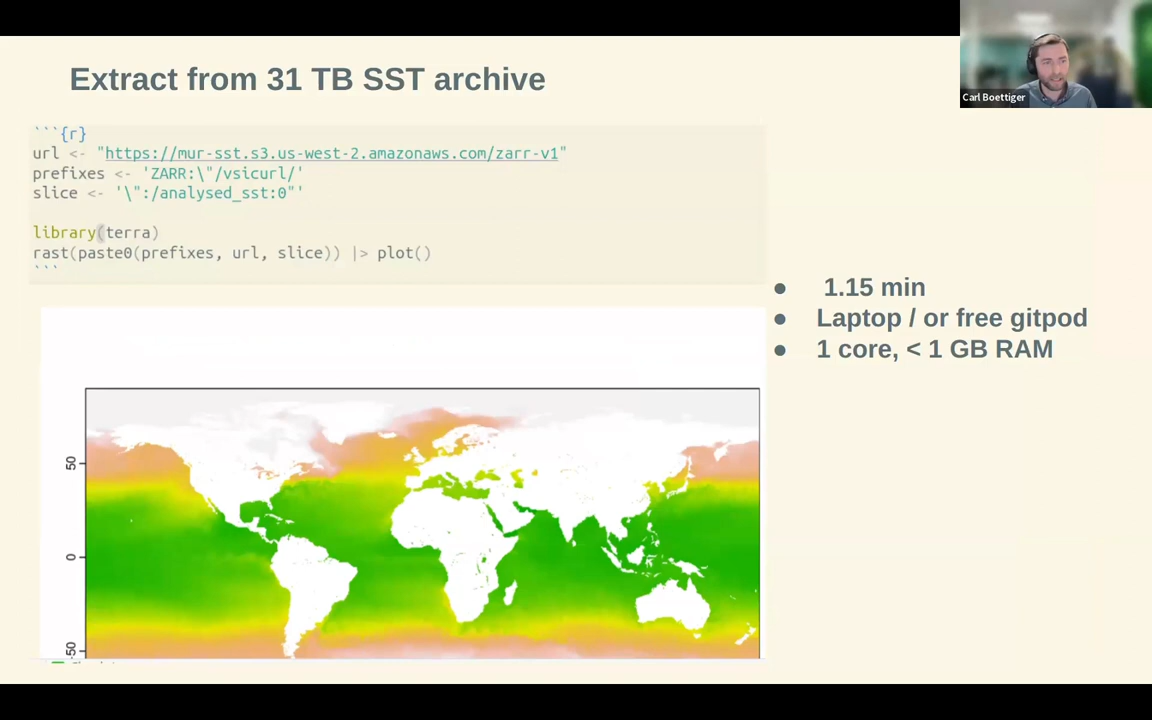 Extract from 31 TB SST archive
Carl Boettiger
```{r}
url <- "https://mur-sst.s3.us-west-2.amazonaws.com/zarr-v1"
prefixes <- 'ZARR:\"/vsicurl/'
slice <- '\":/analysed_sst:0"'
library(terra)
rast(paste0(prefixes, url, slice)) |> plot()
```
● 1.15 min
● Laptop / or free gitpod
● 1 core, < 1 GB RAM
50
0
-50